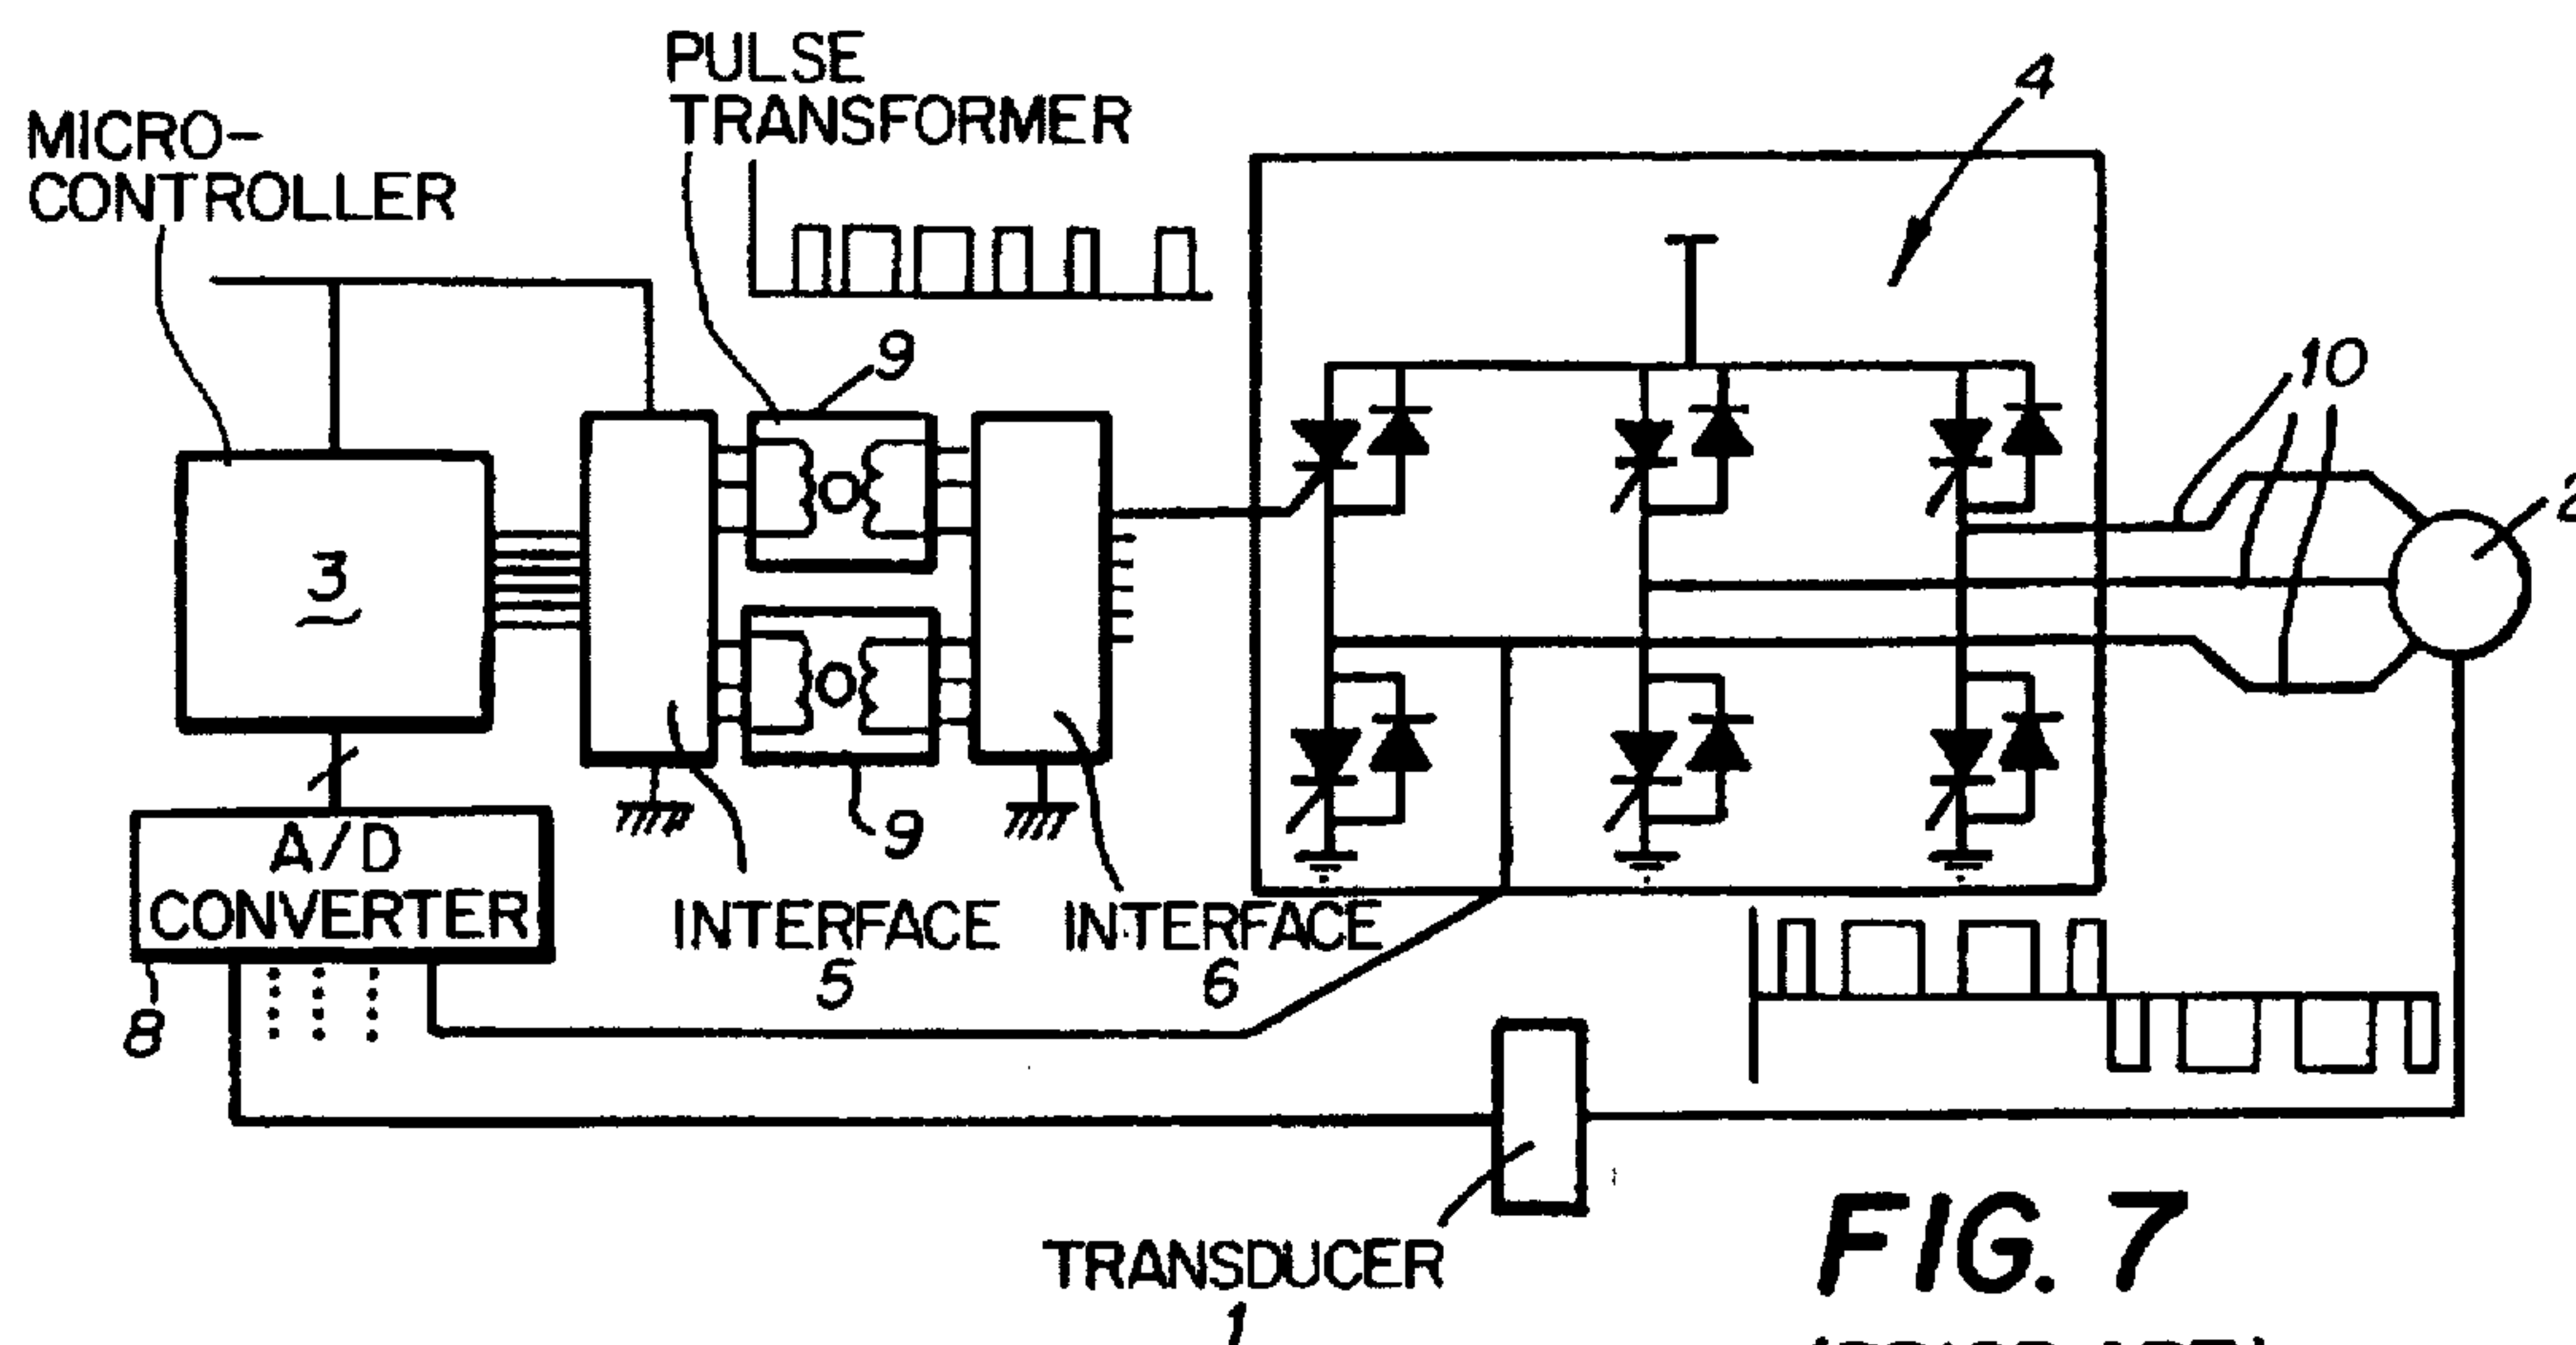 PULSE
TRANSFORMER
MICRO-
CONTROLLER
4
9
10
2
3
9
A/D
CONVERTER
8
INTERFACE
5
INTERFACE
6
TRANSDUCER
1
FIG. 7